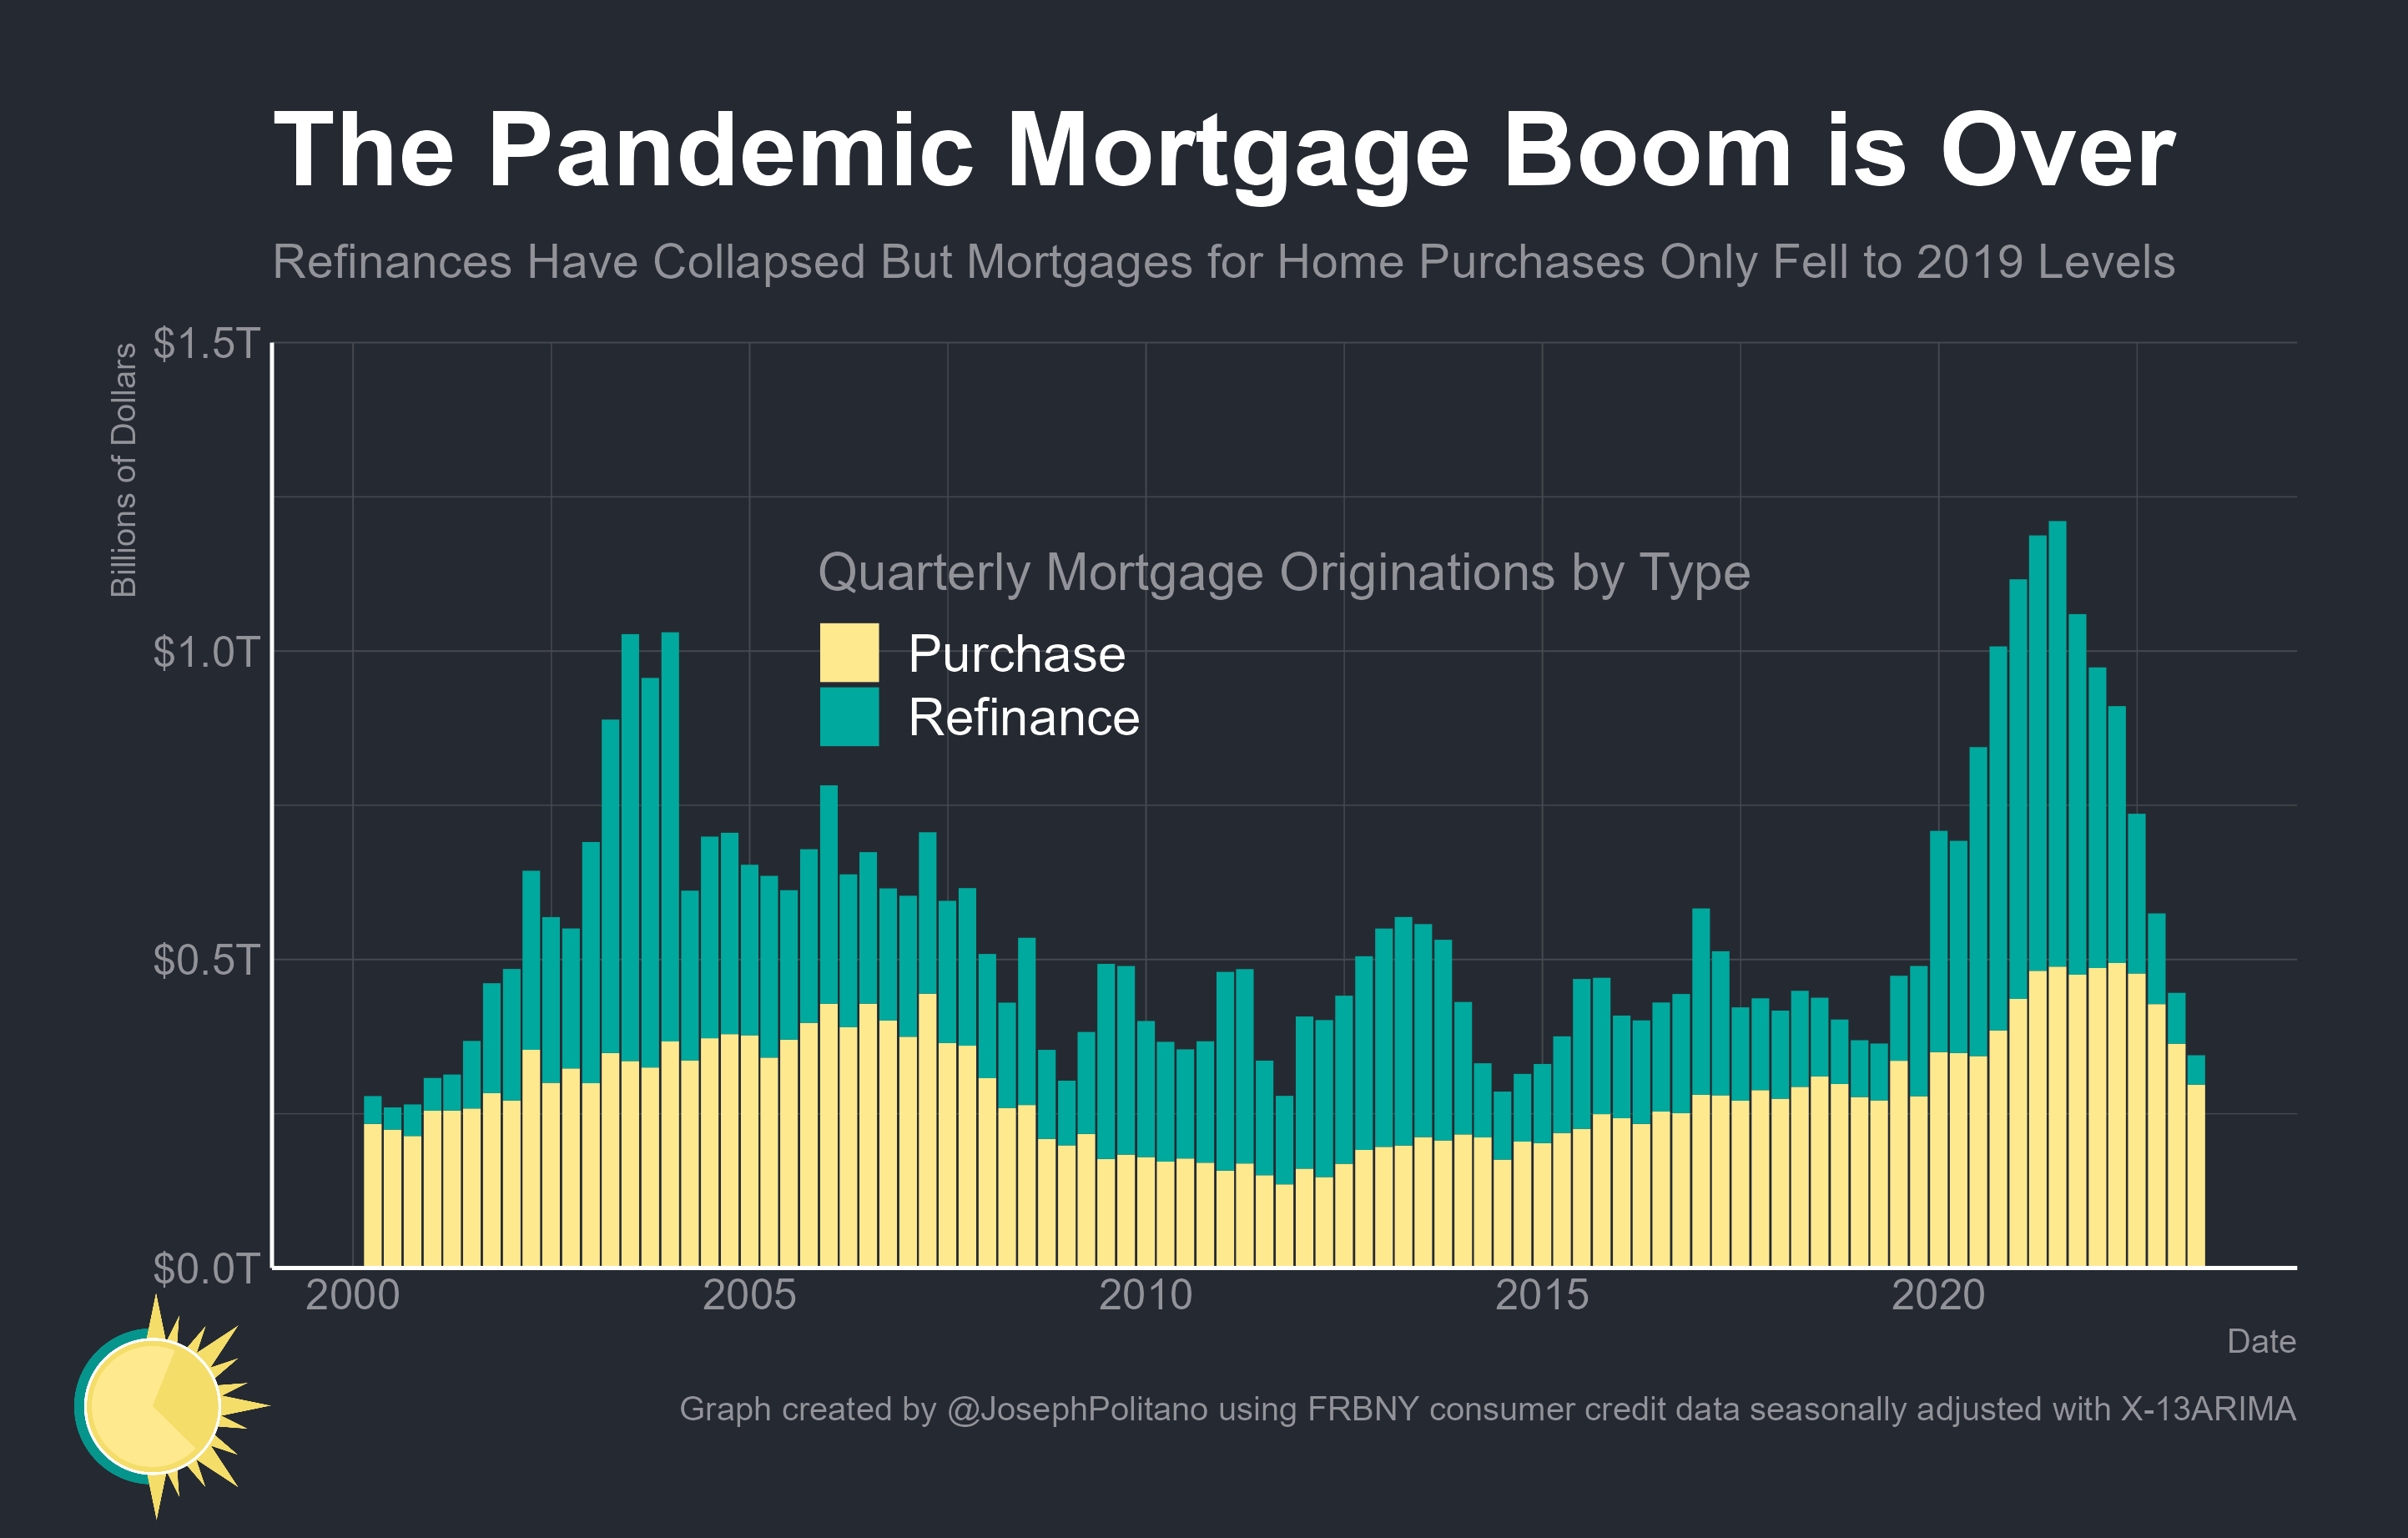 The Pandemic Mortgage Boom is Over
Refinances Have Collapsed But Mortgages for Home Purchases Only Fell to 2019 Levels
Billions of Dollars
$1.5T
$1.0T
$0.5T
$0.0T
Quarterly Mortgage Originations by Type
Purchase
Refinance
2000 2005 2010 2015 2020
Date
Graph created by @JosephPolitano using FRBNY consumer credit data seasonally adjusted with X-13ARIMA